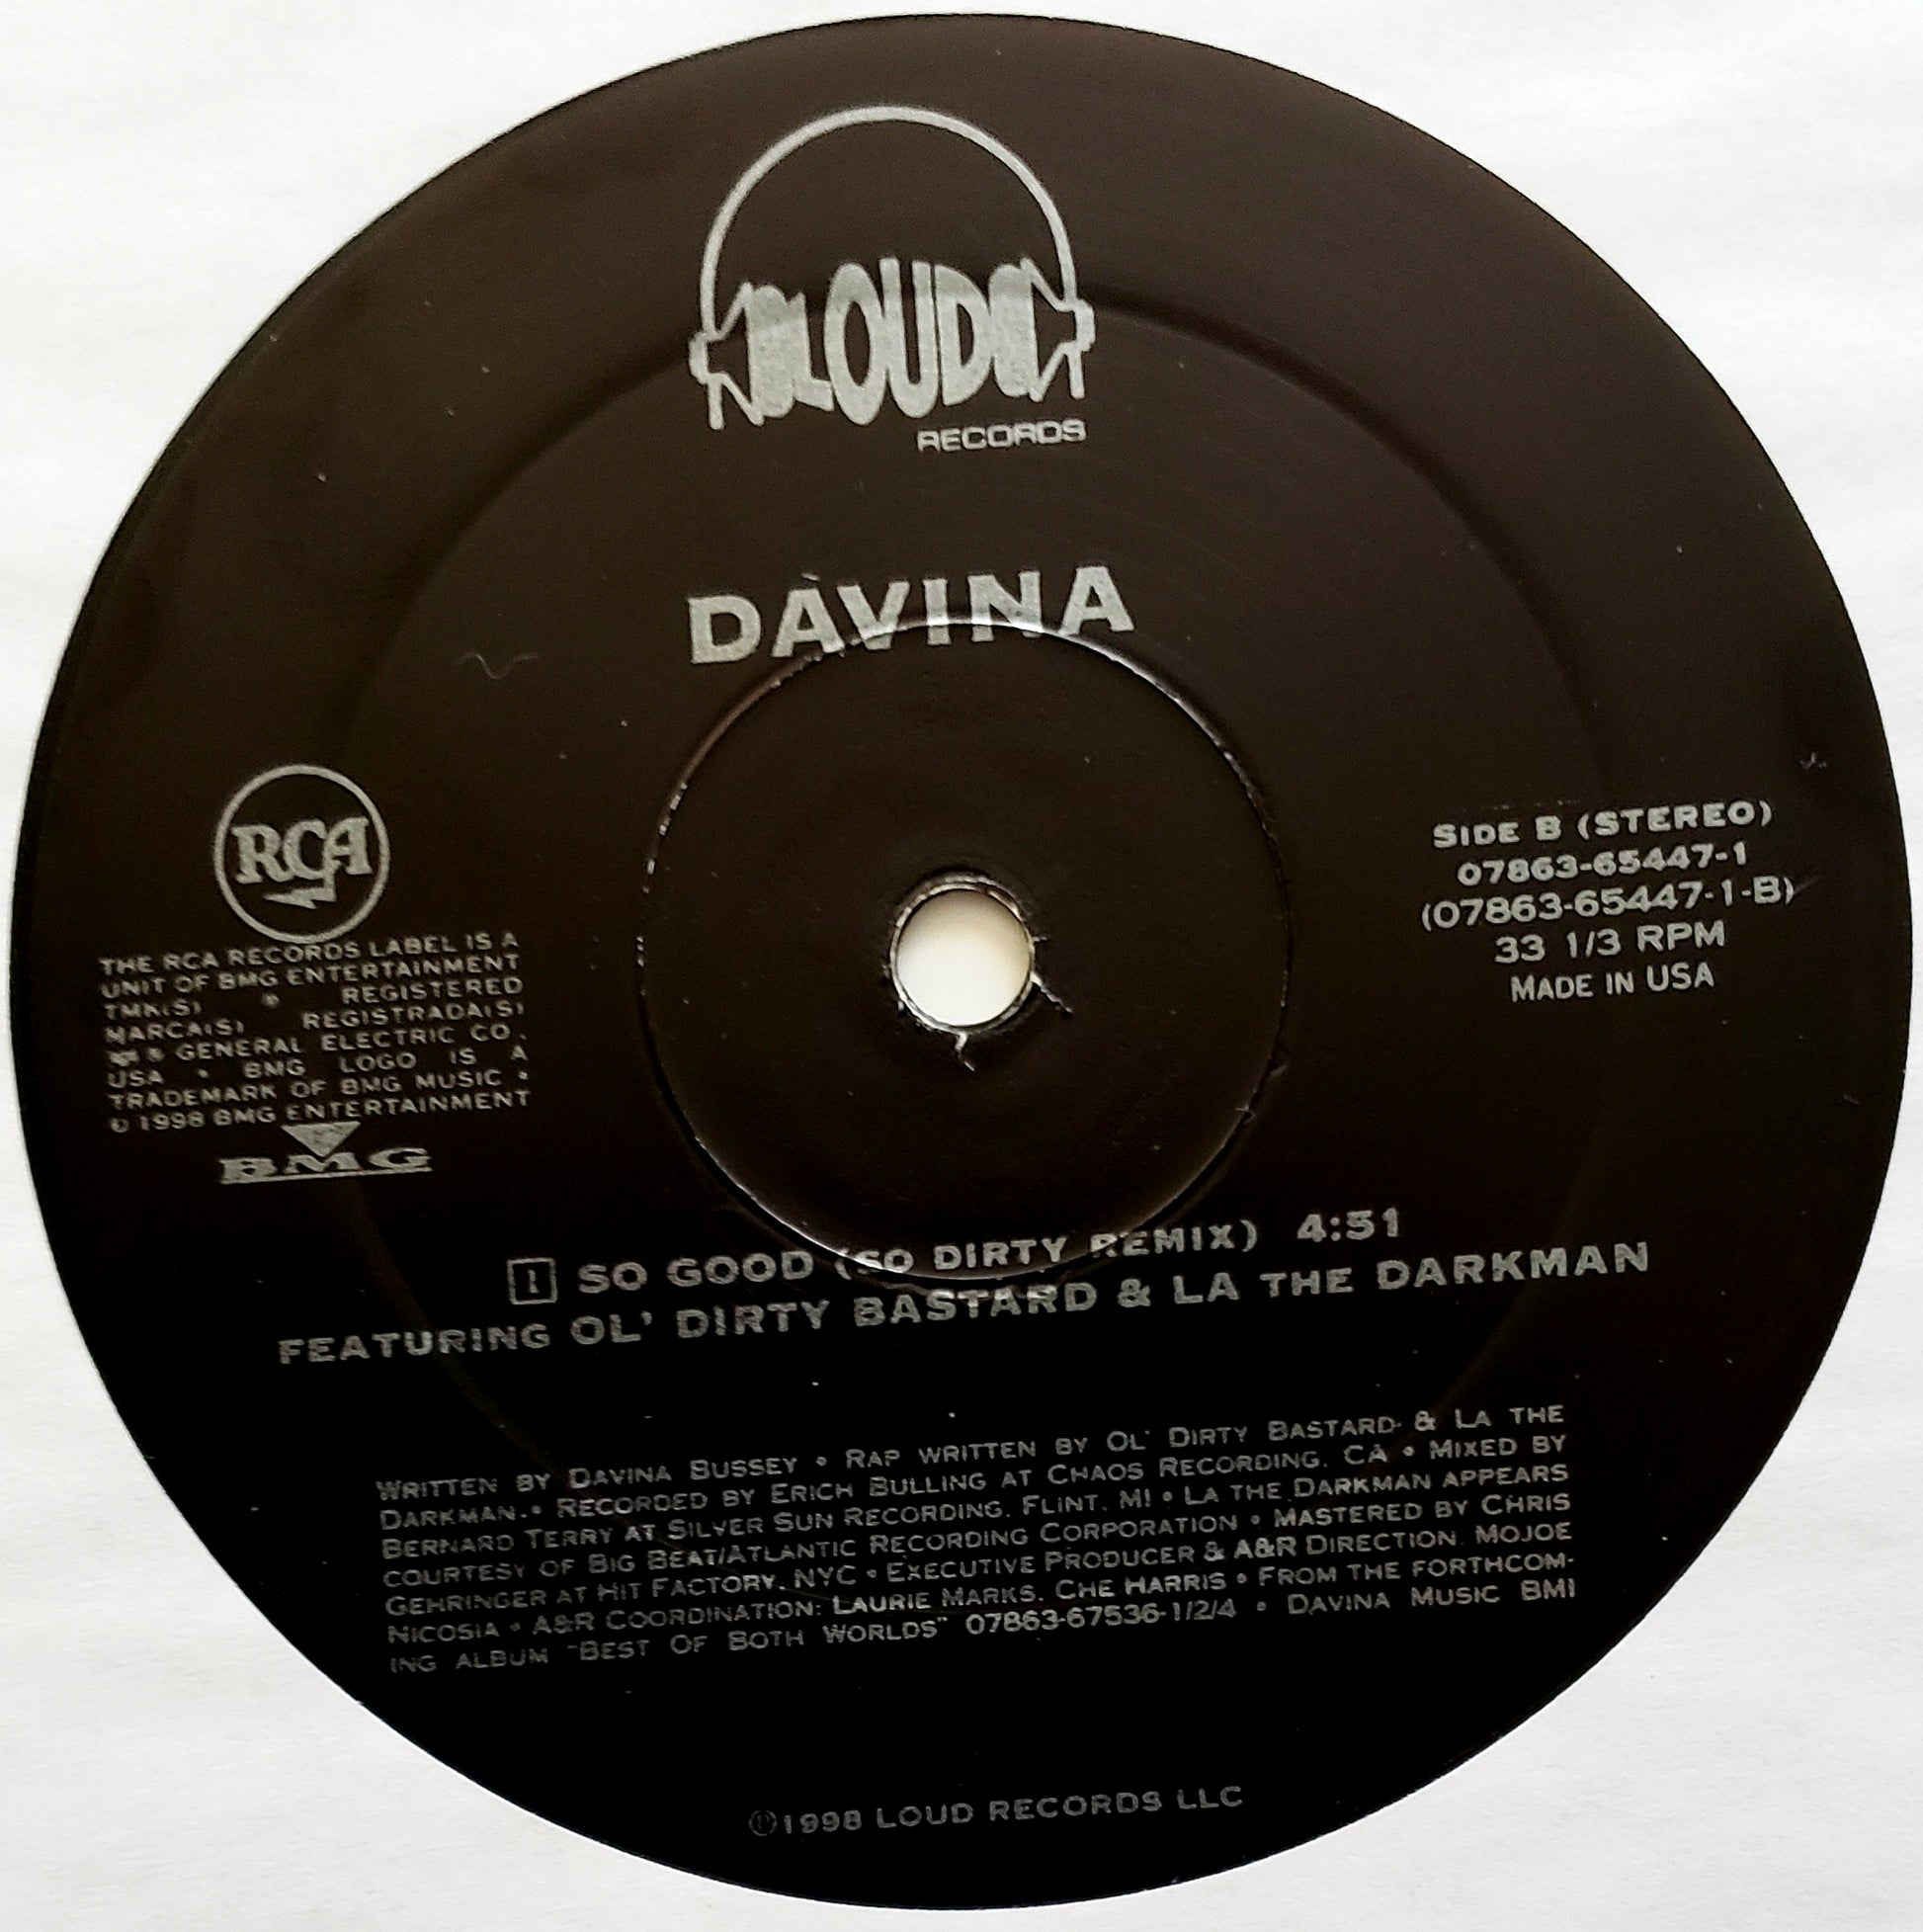 LOUD
RECORDS
DAVINA
RCA
THE RCA RECORDS LABEL IS A
UNIT OF BMG ENTERTAINMENT
TMK(S) ® REGISTERED
MARCA(S) REGISTRADA(S)
® GENERAL ELECTRIC CO.
USA • BMG LOGO IS A
TRADEMARK OF BMG MUSIC •
© 1998 BMG ENTERTAINMENT
BMG
SIDE B (STEREO)
07863-65447-1
(07863-65447-1-B)
33 1/3 RPM
MADE IN USA
1 SO GOOD (SO DIRTY REMIX) 4:51
FEATURING OL' DIRTY BASTARD & LA THE DARKMAN
WRITTEN BY DAVINA BUSSEY • RAP WRITTEN BY OL' DIRTY BASTARD & LA THE
DARKMAN. • RECORDED BY ERICH BULLING AT CHAOS RECORDING, CA • MIXED BY
BERNARD TERRY AT SILVER SUN RECORDING, FLINT, MI • LA THE DARKMAN APPEARS
COURTESY OF BIG BEAT/ATLANTIC RECORDING CORPORATION • MASTERED BY CHRIS
GEHRINGER AT HIT FACTORY, NYC • EXECUTIVE PRODUCER & A&R DIRECTION, MOJOE
NICOSIA • A&R COORDINATION: LAURIE MARKS, CHE HARRIS • FROM THE FORTHCOM-
ING ALBUM "BEST OF BOTH WORLDS" 07863-67536-1/2/4 • DAVINA MUSIC BMI
℗1998 LOUD RECORDS LLC